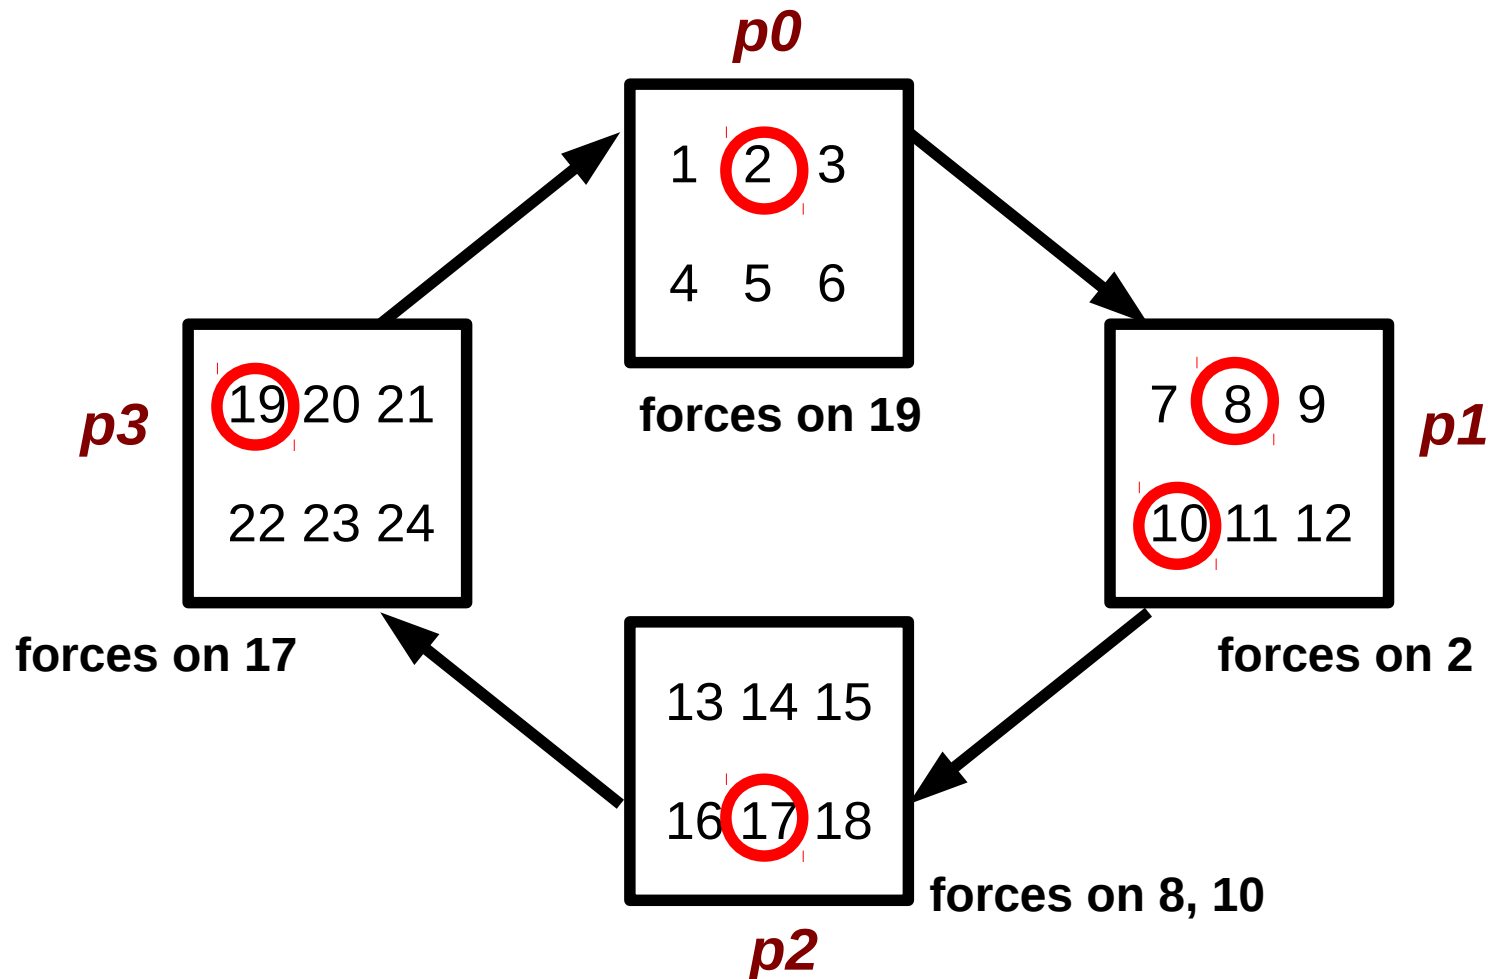 p0
1 2 3
4 5 6
forces on 19
p3
19 20 21
22 23 24
forces on 17
p1
7 8 9
10 11 12
forces on 2
13 14 15
16 17 18
forces on 8, 10
p2